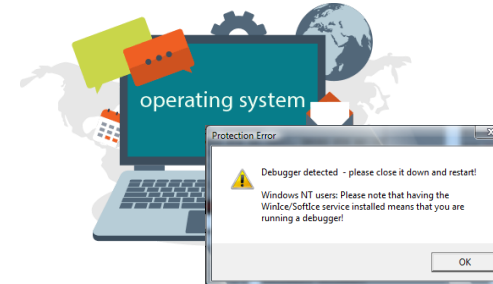 operating system
Protection Error
Debugger detected - please close it down and restart!
Windows NT users: Please note that having the
WinIce/SoftIce service installed means that you are
running a debugger!
OK